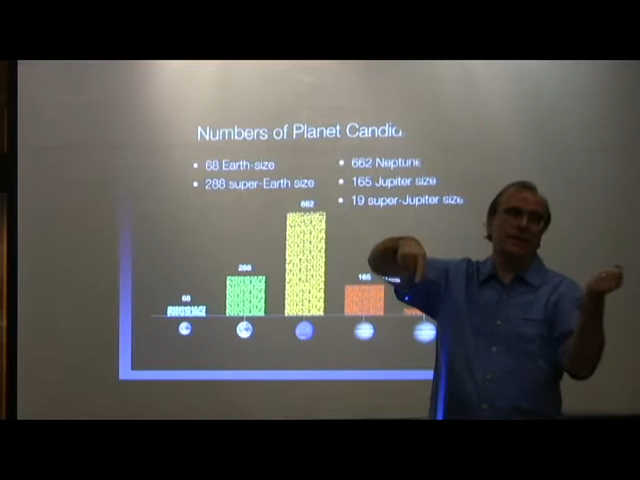 Numbers of Planet Candid
• 68 Earth-size
• 288 super-Earth size
• 662 Neptune
• 165 Jupiter size
• 19 super-Jupiter size
662
288
165
68